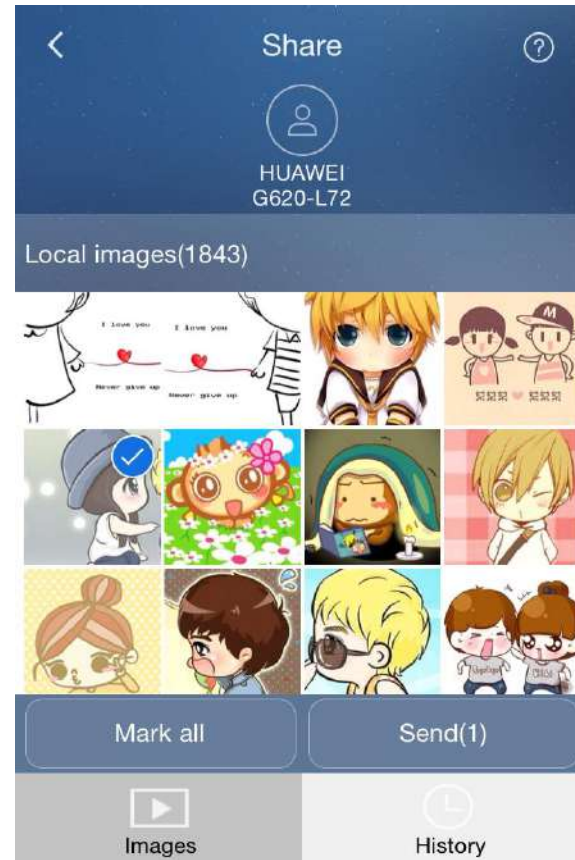 Share
HUAWEI
G620-L72
Local images(1843)
I love you
I love you
Never give up
Never give up
M
Mark all
Send(1)
Images
History